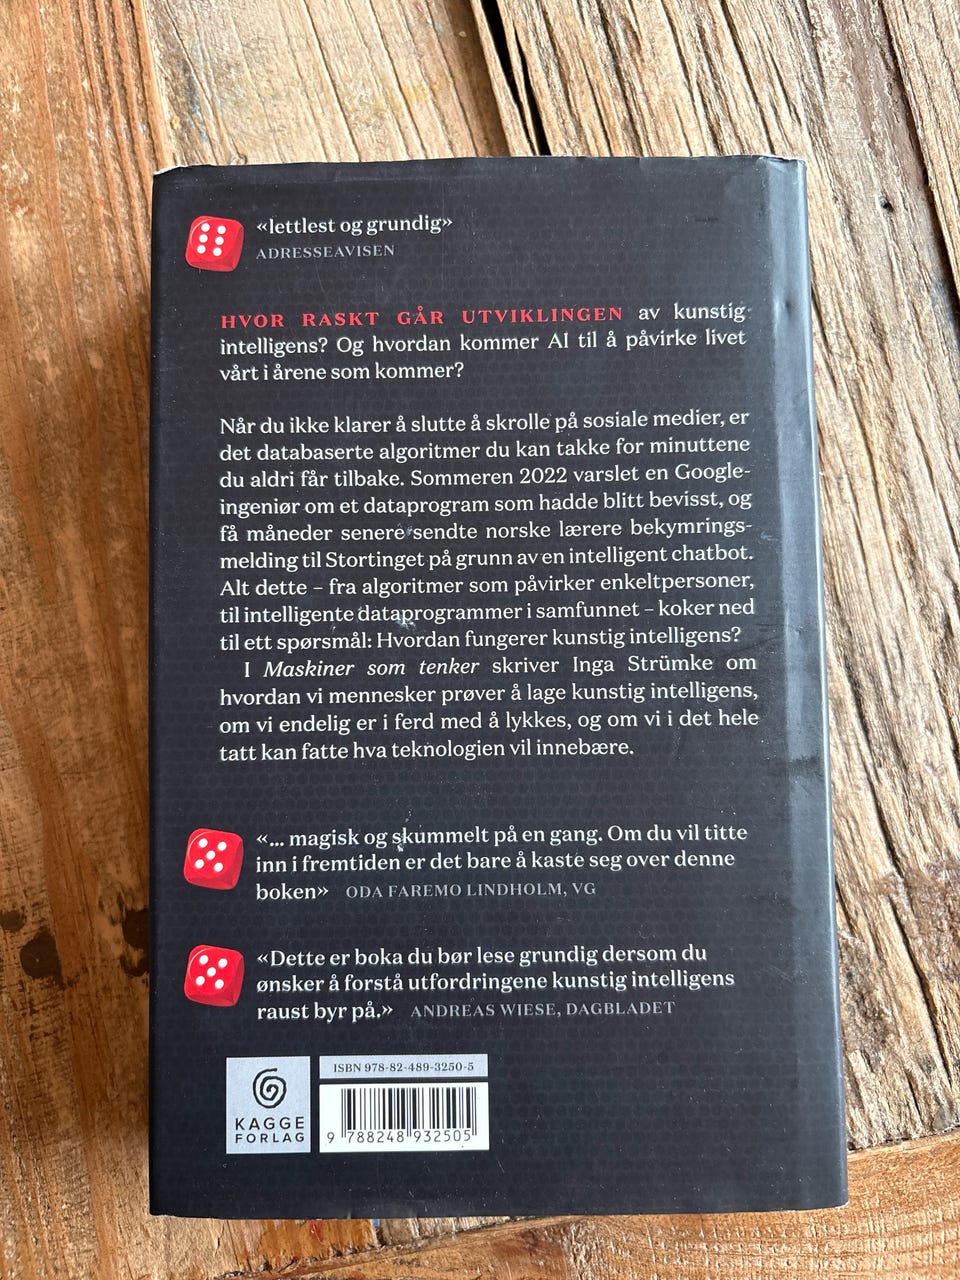 «lettlest og grundig»
ADRESSEAVISEN
HVOR RASKT GÅR UTVIKLINGEN av kunstig
intelligens? Og hvordan kommer AI til å påvirke livet
vårt i årene som kommer?
Når du ikke klarer å slutte å skrolle på sosiale medier, er
det databaserte algoritmer du kan takke for minuttene
du aldri får tilbake. Sommeren 2022 varslet en Google-
ingeniør om et dataprogram som hadde blitt bevisst, og
få måneder senere sendte norske lærere bekymrings-
melding til Stortinget på grunn av en intelligent chatbot.
Alt dette – fra algoritmer som påvirker enkeltpersoner,
til intelligente dataprogrammer i samfunnet – koker ned
til ett spørsmål: Hvordan fungerer kunstig intelligens?
I Maskiner som tenker skriver Inga Strümke om
hvordan vi mennesker prøver å lage kunstig intelligens,
om vi endelig er i ferd med å lykkes, og om vi i det hele
tatt kan fatte hva teknologien vil innebære.
«... magisk og skummelt på en gang. Om du vil titte
inn i fremtiden er det bare å kaste seg over denne
boken» ODA FAREMO LINDHOLM, VG
«Dette er boka du bør lese grundig dersom du
ønsker å forstå utfordringene kunstig intelligens
raust byr på.» ANDREAS WIESE, DAGBLADET
KAGGE
FORLAG
ISBN 978-82-489-3250-5
9 788248 932505